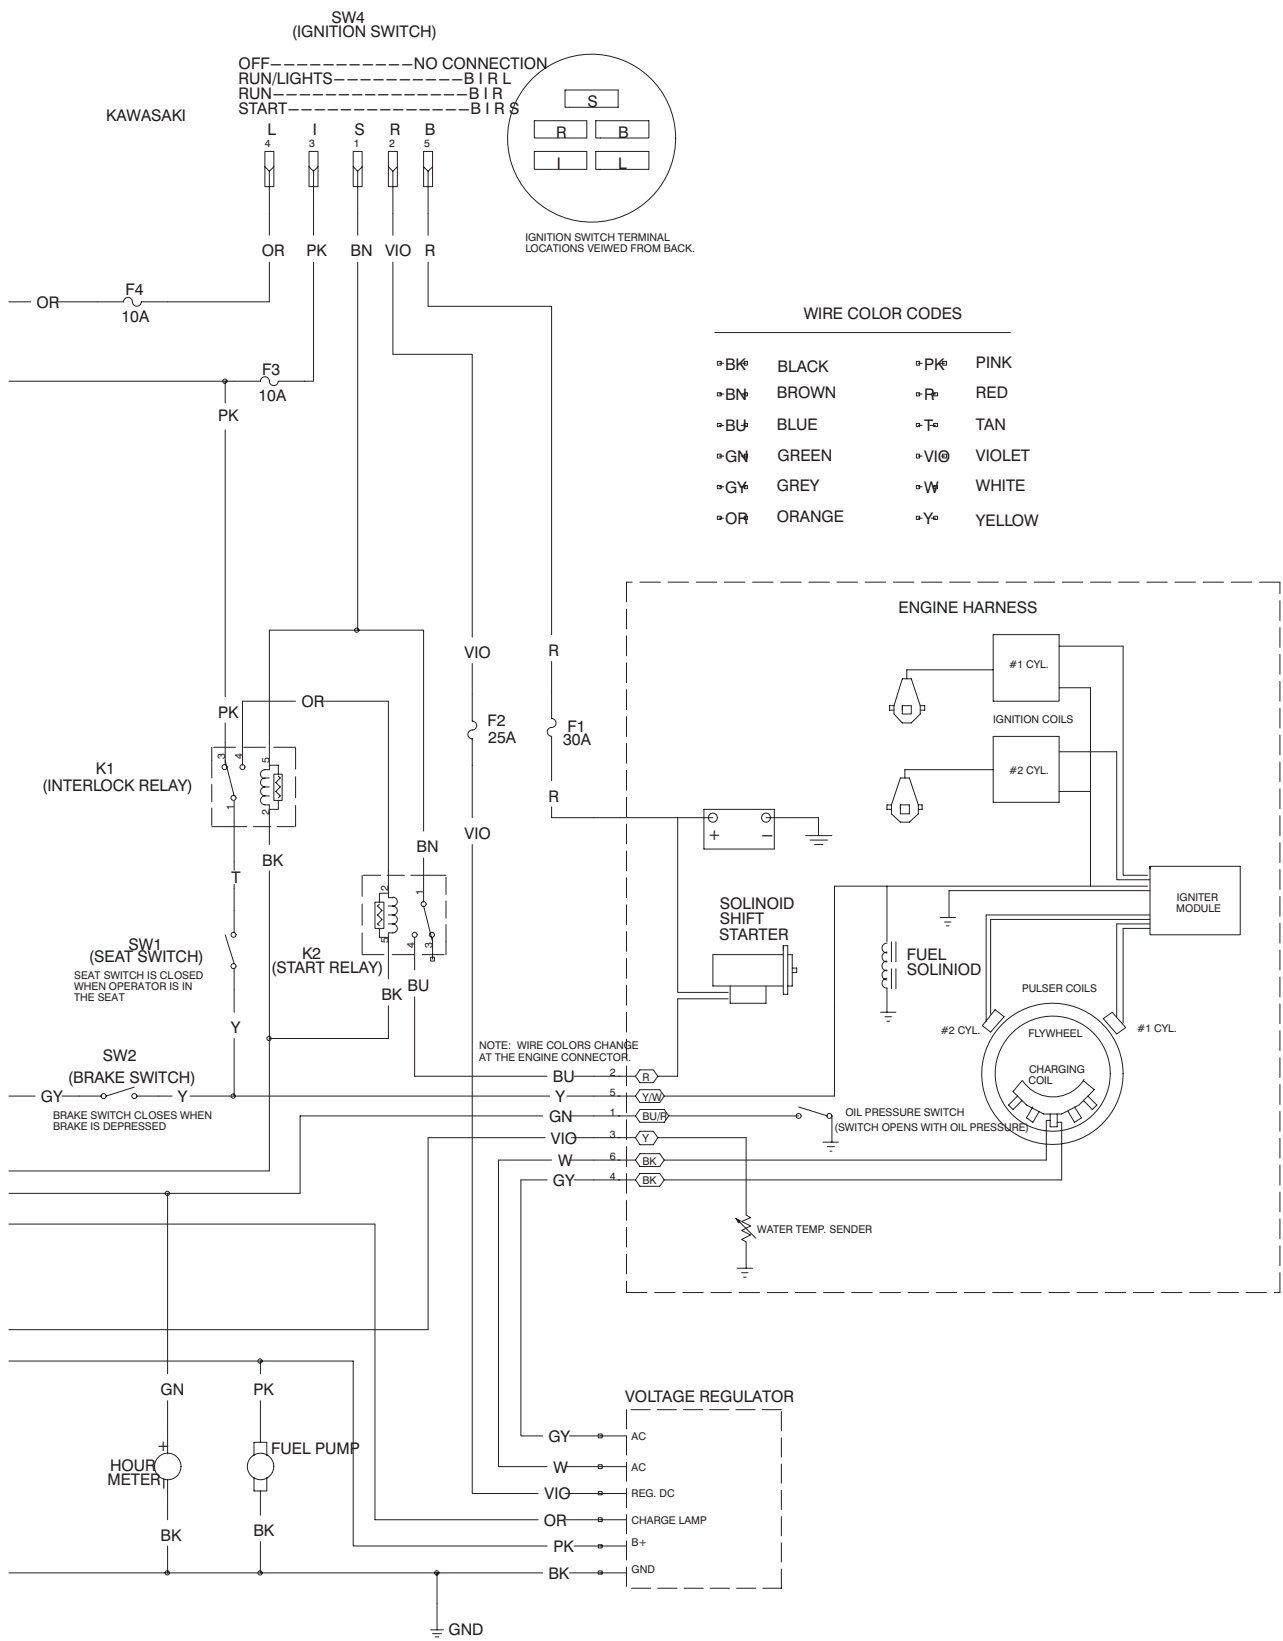 SW4
(IGNITION SWITCH)
OFF NO CONNECTION
RUN/LIGHTS B I R L
RUN B I R
START B I R S
KAWASAKI
L I S R B
4 3 1 2 5
S
R B
I L
IGNITION SWITCH TERMINAL
LOCATIONS VEIWED FROM BACK.
OR PK BN VIO R
OR
F4
10A
F3
10A
PK
WIRE COLOR CODES
BK BLACK PK PINK
BN BROWN R RED
BU BLUE T TAN
GN GREEN VIO VIOLET
GY GREY W WHITE
OR ORANGE Y YELLOW
ENGINE HARNESS
#1 CYL.
IGNITION COILS
#2 CYL.
VIO R
PK OR
F2
25A
F1
30A
3 4 5
K1
(INTERLOCK RELAY)
1 2
R
+ −
VIO
BN
BK
T
2 1
SOLINOID
SHIFT
STARTER
IGNITER
MODULE
SW1
(SEAT SWITCH)
SEAT SWITCH IS CLOSED
WHEN OPERATOR IS IN
THE SEAT
5 4 3
K2
(START RELAY)
BK BU
FUEL
SOLINIOD
PULSER COILS
#2 CYL.
#1 CYL.
FLYWHEEL
CHARGING
COIL
Y
NOTE: WIRE COLORS CHANGE
AT THE ENGINE CONNECTOR.
SW2
(BRAKE SWITCH)
GY Y
BRAKE SWITCH CLOSES WHEN
BRAKE IS DEPRESSED
BU 2 R
Y 5 Y/W
GN 1 BU/R
VIO 3 Y
W 6 BK
GY 4 BK
OIL PRESSURE SWITCH
(SWITCH OPENS WITH OIL PRESSURE)
WATER TEMP. SENDER
GN PK
+
HOUR
METER
FUEL PUMP
BK BK
VOLTAGE REGULATOR
GY AC
W AC
VIO REG. DC
OR CHARGE LAMP
PK B+
BK GND
GND